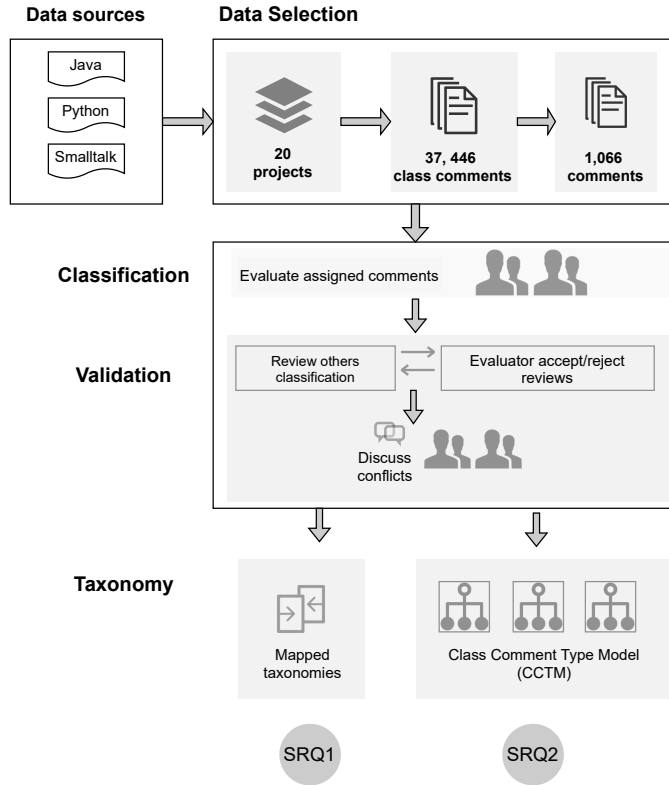 Data sources
Data Selection
Java
Python
Smalltalk
20
projects
37, 446
class comments
1,066
comments
Classification
Evaluate assigned comments
Validation
Review others
classification
Evaluator accept/reject
reviews
Discuss
conflicts
Taxonomy
Mapped
taxonomies
Class Comment Type Model
(CCTM)
SRQ1
SRQ2